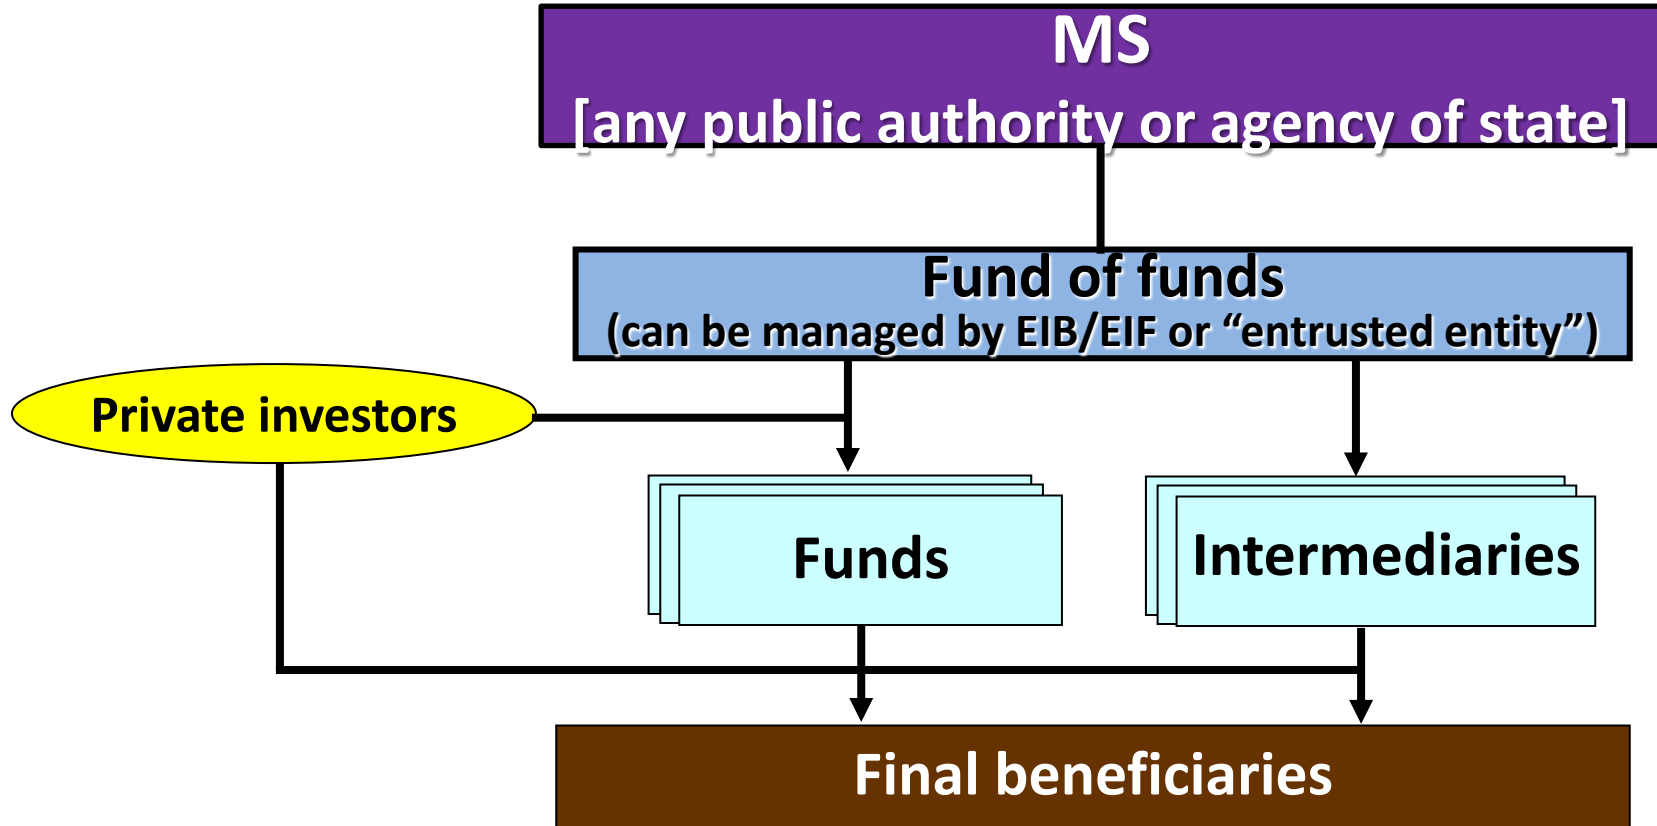 MS
[any public authority or agency of state]
Fund of funds
(can be managed by EIB/EIF or “entrusted entity”)
Private investors
Funds
Intermediaries
Final beneficiaries